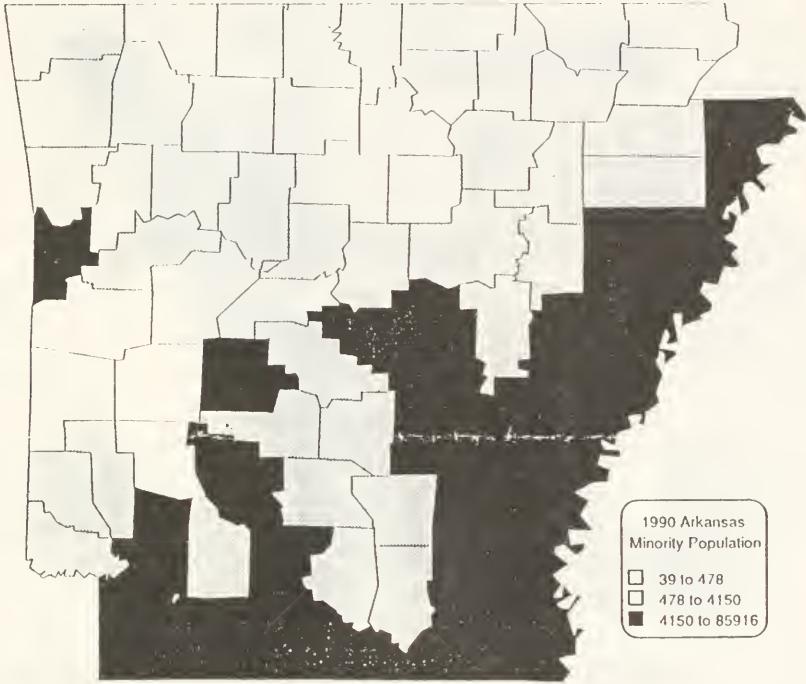 1990 Arkansas
Minority Population
39 to 478
478 to 4150
4150 to 85916